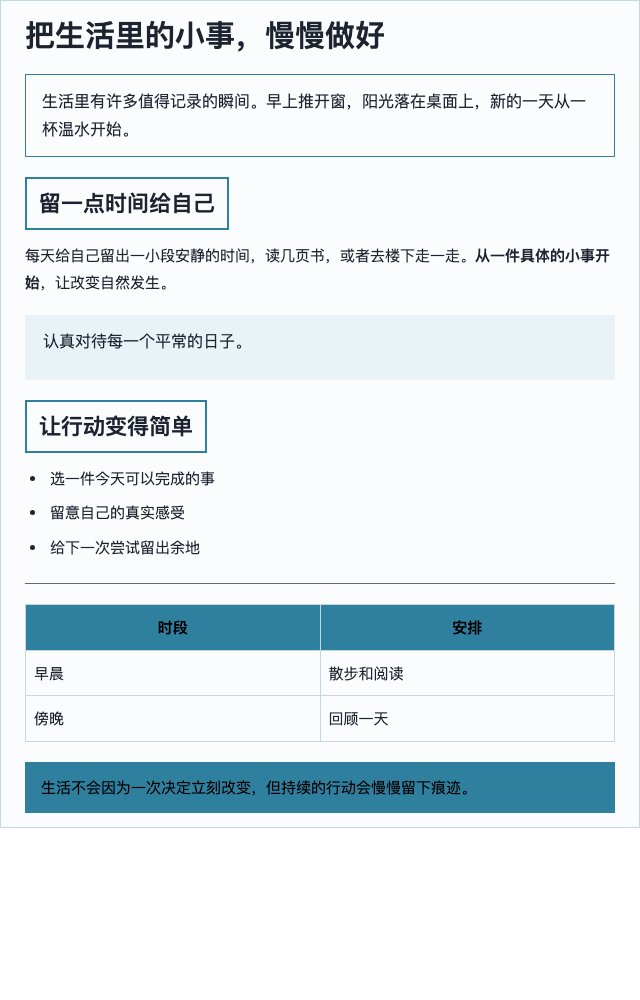 把生活里的小事，慢慢做好
生活里有许多值得记录的瞬间。早上推开窗，阳光落在桌面上，新的一天从一
杯温水开始。
留一点时间给自己
每天给自己留出一小段安静的时间，读几页书，或者去楼下走一走。从一件具体的小事开
始，让改变自然发生。
认真对待每一个平常的日子。
让行动变得简单
• 选一件今天可以完成的事
• 留意自己的真实感受
• 给下一次尝试留出余地
时段 安排
早晨 散步和阅读
傍晚 回顾一天
生活不会因为一次决定立刻改变，但持续的行动会慢慢留下痕迹。